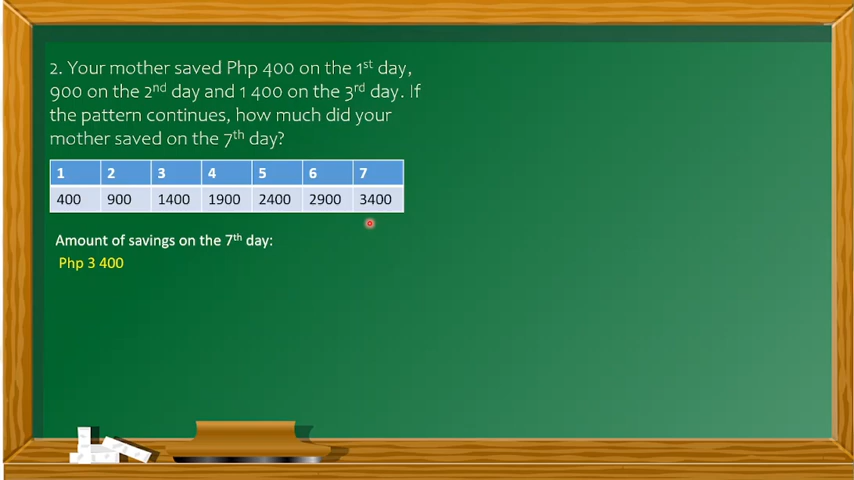 2. Your mother saved Php 400 on the 1st day,
900 on the 2nd day and 1 400 on the 3rd day. If
the pattern continues, how much did your
mother saved on the 7th day?
1 2 3 4 5 6 7
400 900 1400 1900 2400 2900 3400
Amount of savings on the 7th day:
Php 3 400